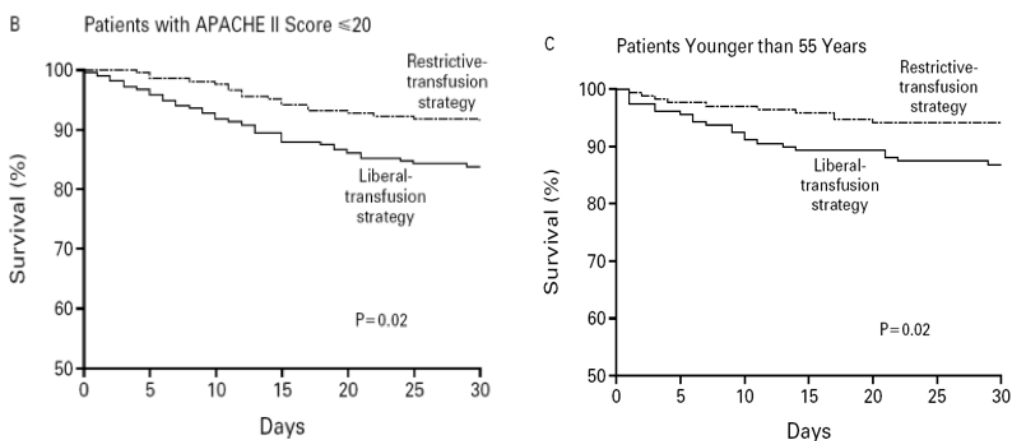 B Patients with APACHE II Score ≤20
100
90
80
70
60
50
Survival (%)
Restrictive-
transfusion
strategy
Liberal-
transfusion
strategy
P=0.02
0 5 10 15 20 25 30
Days
C Patients Younger than 55 Years
100
90
80
70
60
50
Survival (%)
Restrictive-
transfusion
strategy
Liberal-
transfusion
strategy
P=0.02
0 5 10 15 20 25 30
Days